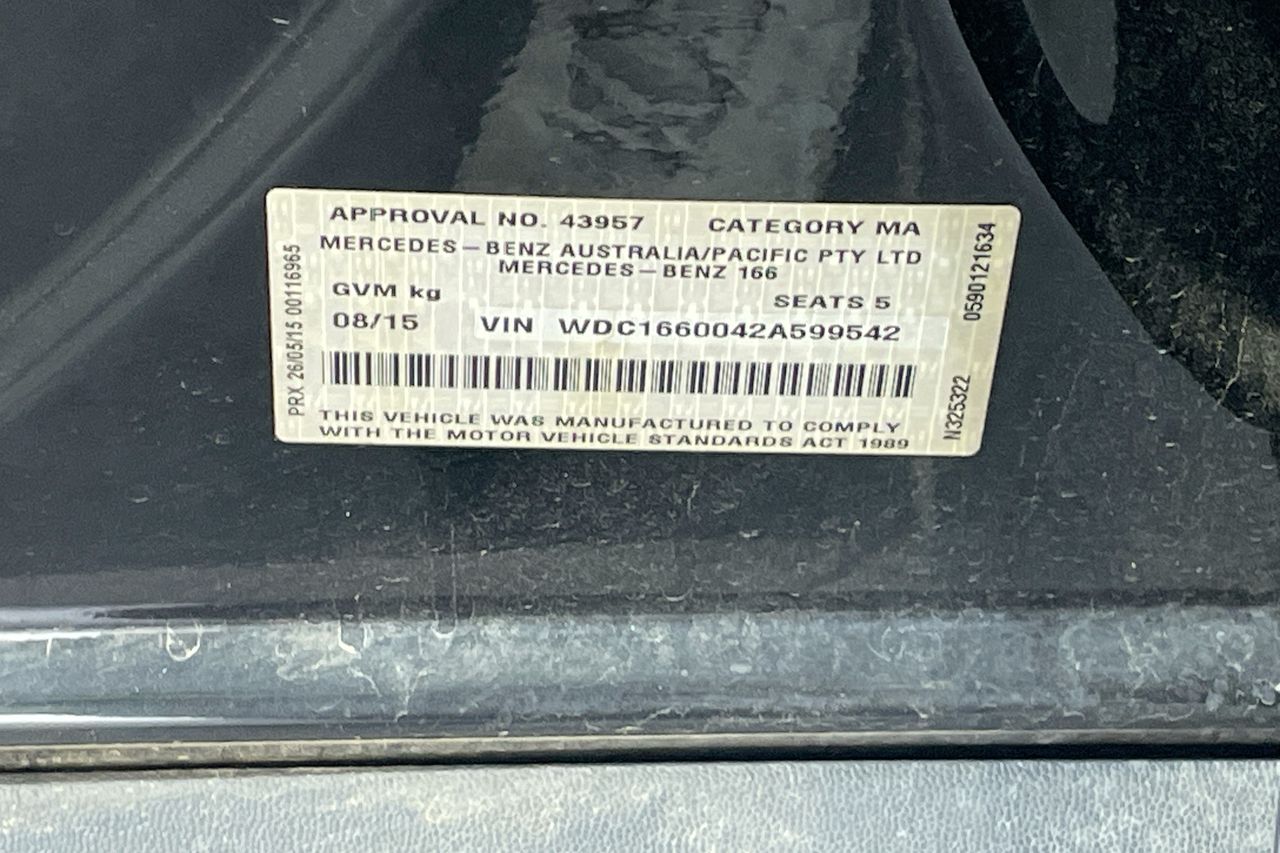 APPROVAL NO. 43957 CATEGORY MA
MERCEDES-BENZ AUSTRALIA/PACIFIC PTY LTD
MERCEDES-BENZ 166
GVM kg SEATS 5
08/15 VIN WDC1660042A599542
THIS VEHICLE WAS MANUFACTURED TO COMPLY
WITH THE MOTOR VEHICLE STANDARDS ACT 1989
PRX 26/05/15 00116965
0590121634
N325322